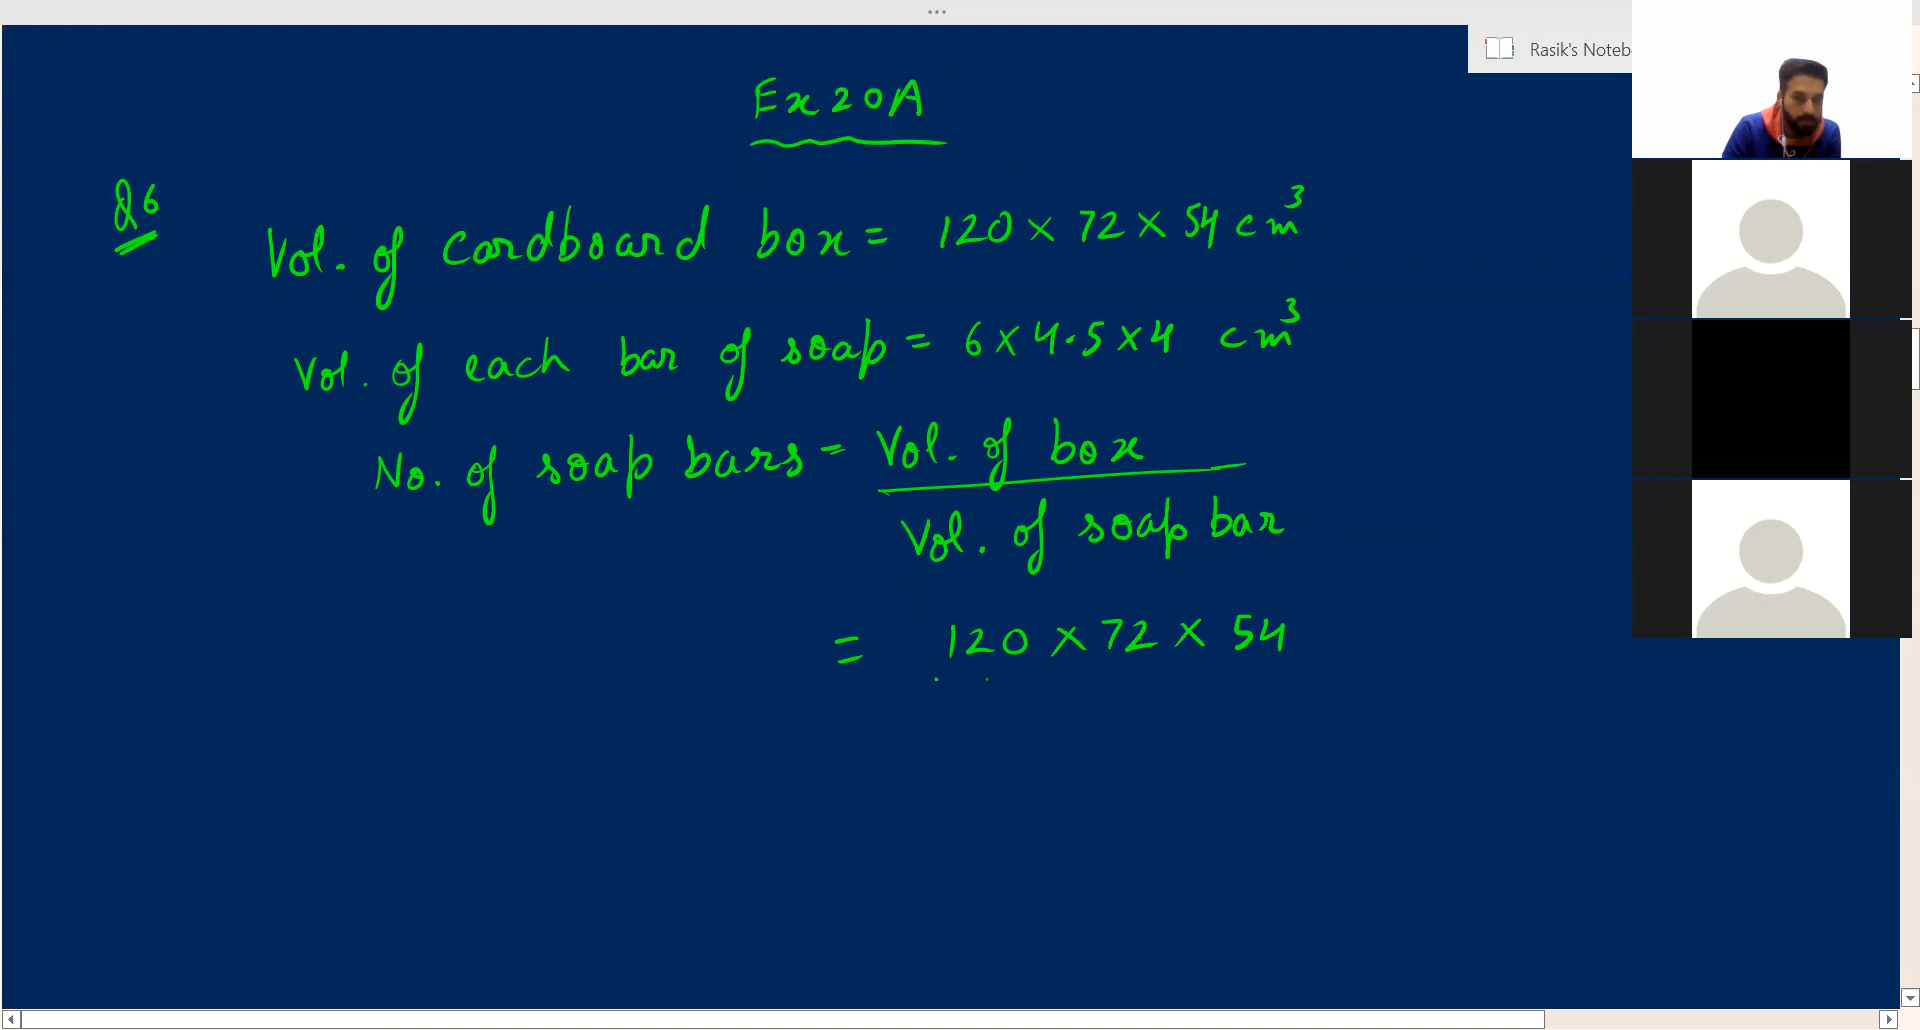 Rasik's Noteb
Ex 20A
Q6
Vol. of cardboard box = 120 × 72 × 54 cm³
Vol. of each bar of soap = 6 × 4.5 × 4 cm³
No. of soap bars = Vol. of box
Vol. of soap bar
= 120 × 72 × 54